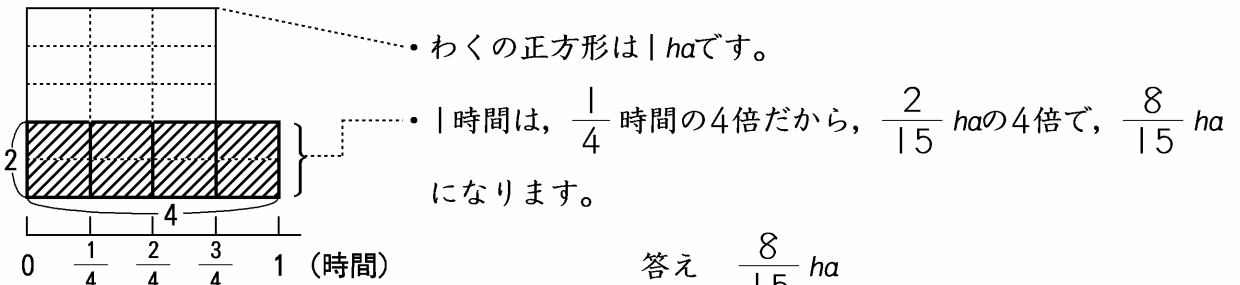 ・わくの正方形は1haです。
・1時間は，1/4時間の4倍だから，2/15haの4倍で，8/15ha
になります。
2
4
0 1/4 2/4 3/4 1 （時間）
答え 8/15 ha